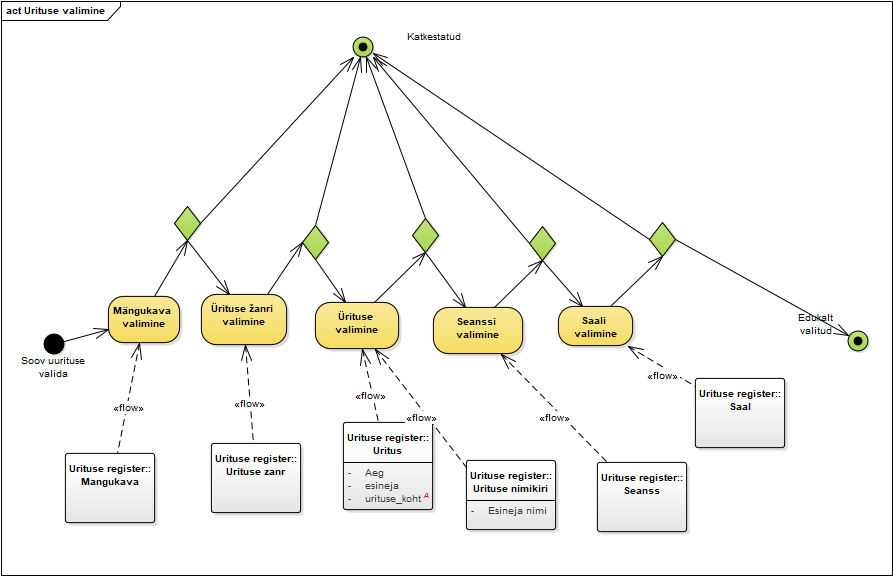 act Urituse valimine
Katkestatud
Mängukava
valimine
Ürituse žanri
valimine
Ürituse
valimine
Seanssi
valimine
Saali
valimine
Edukalt
valitud
Soov uurituse
valida
«flow»
«flow»
«flow»
«flow»
«flow»
«flow»
Urituse register::
Saal
Urituse register::
Mangukava
Urituse register::
Urituse zanr
Urituse register::
Uritus
- Aeg
- esineja
- urituse_koht A
Urituse register::
Urituse nimikiri
- Esineja nimi
Urituse register::
Seanss